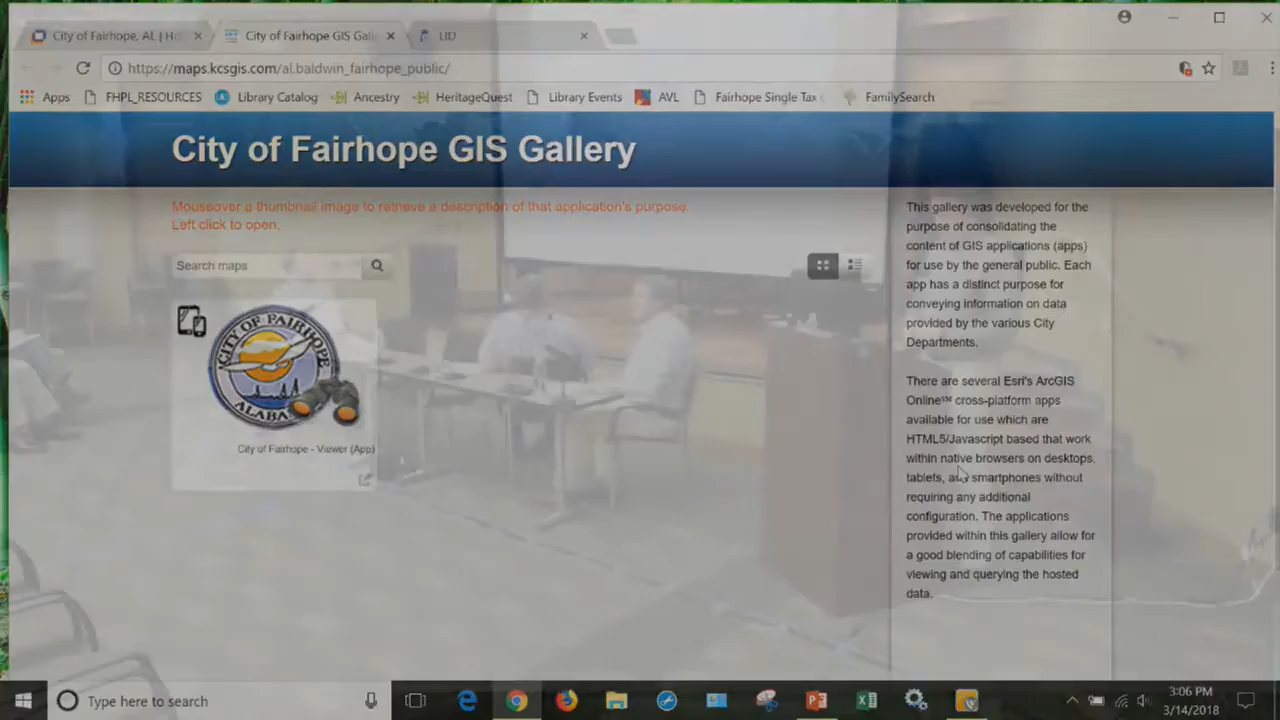 City of Fairhope, AL | Ho
City of Fairhope GIS Gall
LID
https://maps.kcsgis.com/al.baldwin_fairhope_public/
Apps
FHPL_RESOURCES
Library Catalog
Ancestry
HeritageQuest
Library Events
AVL
Fairhope Single Tax
FamilySearch
City of Fairhope GIS Gallery
Mouseover a thumbnail image to retrieve a description of that application's purpose.
Left click to open.
Search maps
CITY OF FAIRHOPE
ALABA
City of Fairhope - Viewer (App)
This gallery was developed for the
purpose of consolidating the
content of GIS applications (apps)
for use by the general public. Each
app has a distinct purpose for
conveying information on data
provided by the various City
Departments.
There are several Esri's ArcGIS
Online℠ cross-platform apps
available for use which are
HTML5/Javascript based that work
within native browsers on desktops,
tablets, and smartphones without
requiring any additional
configuration. The applications
provided within this gallery allow for
a good blending of capabilities for
viewing and querying the hosted
data.
Type here to search
3:06 PM
3/14/2018